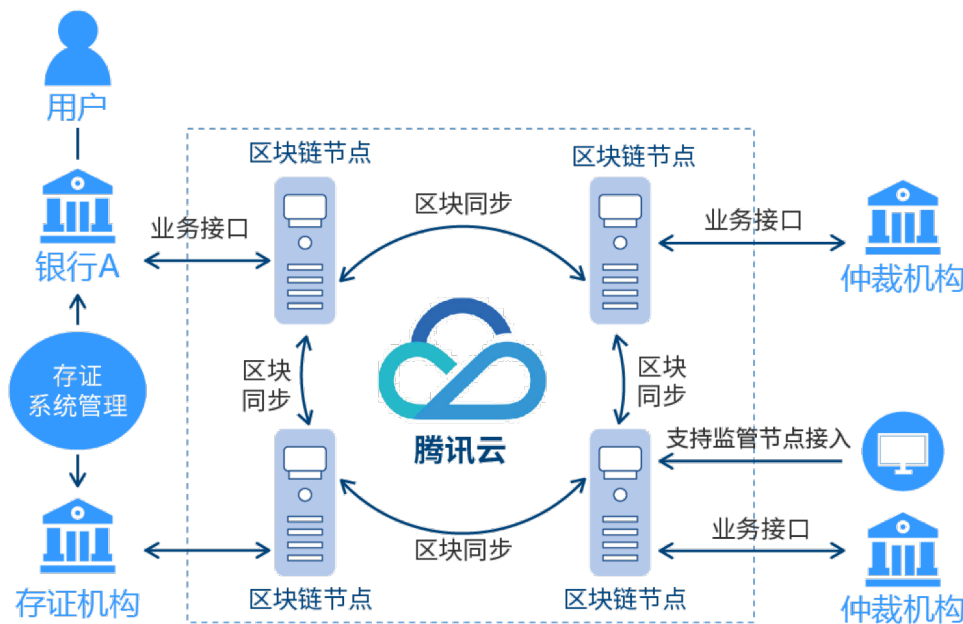 用户
区块链节点
区块链节点
区块同步
业务接口
业务接口
银行A
仲裁机构
存证
系统管理
区块
同步
区块
同步
腾讯云
支持监管节点接入
业务接口
区块同步
存证机构
区块链节点
区块链节点
仲裁机构